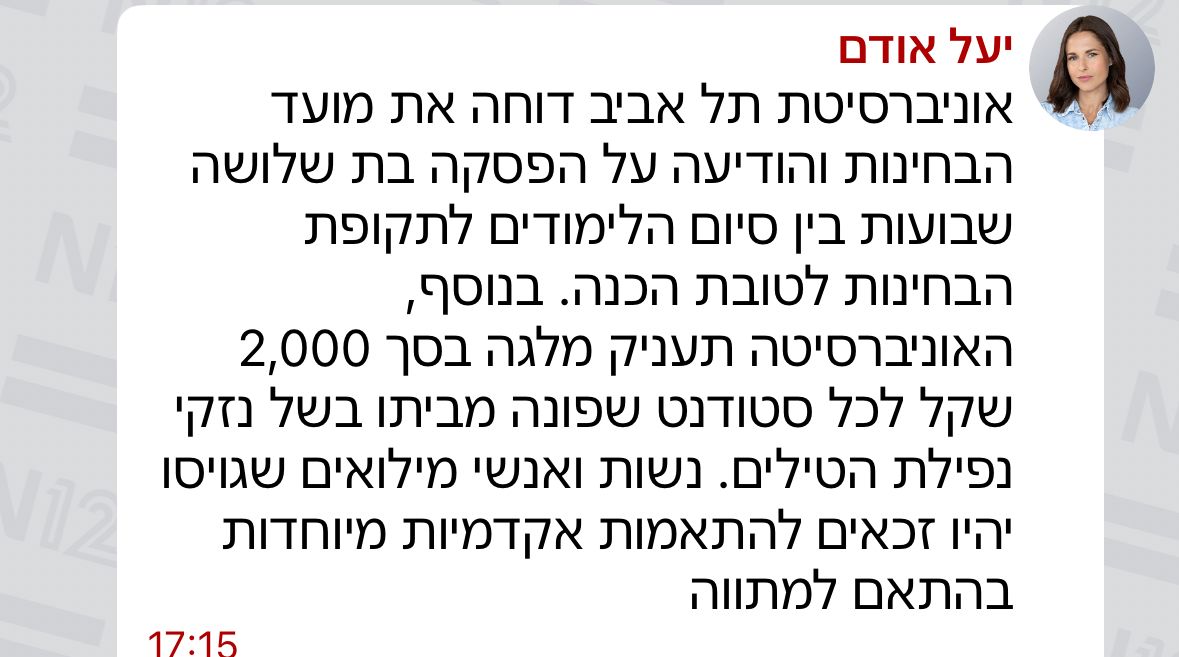 יעל אודם
אוניברסיטת תל אביב דוחה את מועד
הבחינות והודיעה על הפסקה בת שלושה
שבועות בין סיום הלימודים לתקופת
הבחינות לטובת הכנה. בנוסף,
האוניברסיטה תעניק מלגה בסך 2,000
שקל לכל סטודנט שפונה מביתו בשל נזקי
נפילת הטילים. נשות ואנשי מילואים שגויסו
יהיו זכאים להתאמות אקדמיות מיוחדות
בהתאם למתווה
17:15
N12